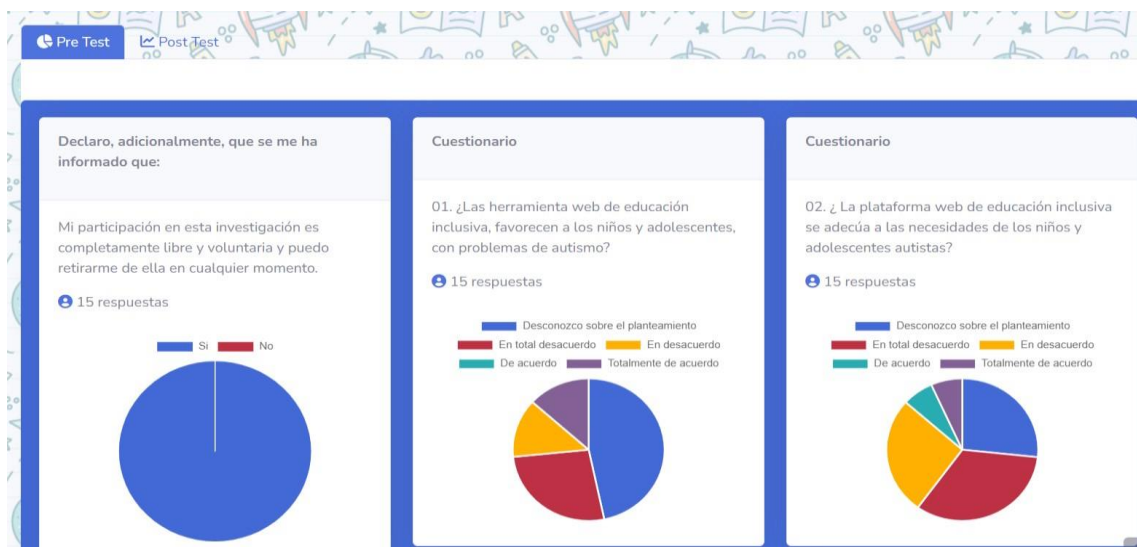 Pre Test
Post Test
Declaro, adicionalmente, que se me ha
informado que:
Mi participación en esta investigación es
completamente libre y voluntaria y puedo
retirarme de ella en cualquier momento.
15 respuestas
Si No
Cuestionario
01. ¿Las herramienta web de educación
inclusiva, favorecen a los niños y adolescentes,
con problemas de autismo?
15 respuestas
Desconozco sobre el planteamiento
En total desacuerdo En desacuerdo
De acuerdo Totalmente de acuerdo
Cuestionario
02. ¿ La plataforma web de educación inclusiva
se adecúa a las necesidades de los niños y
adolescentes autistas?
15 respuestas
Desconozco sobre el planteamiento
En total desacuerdo En desacuerdo
De acuerdo Totalmente de acuerdo